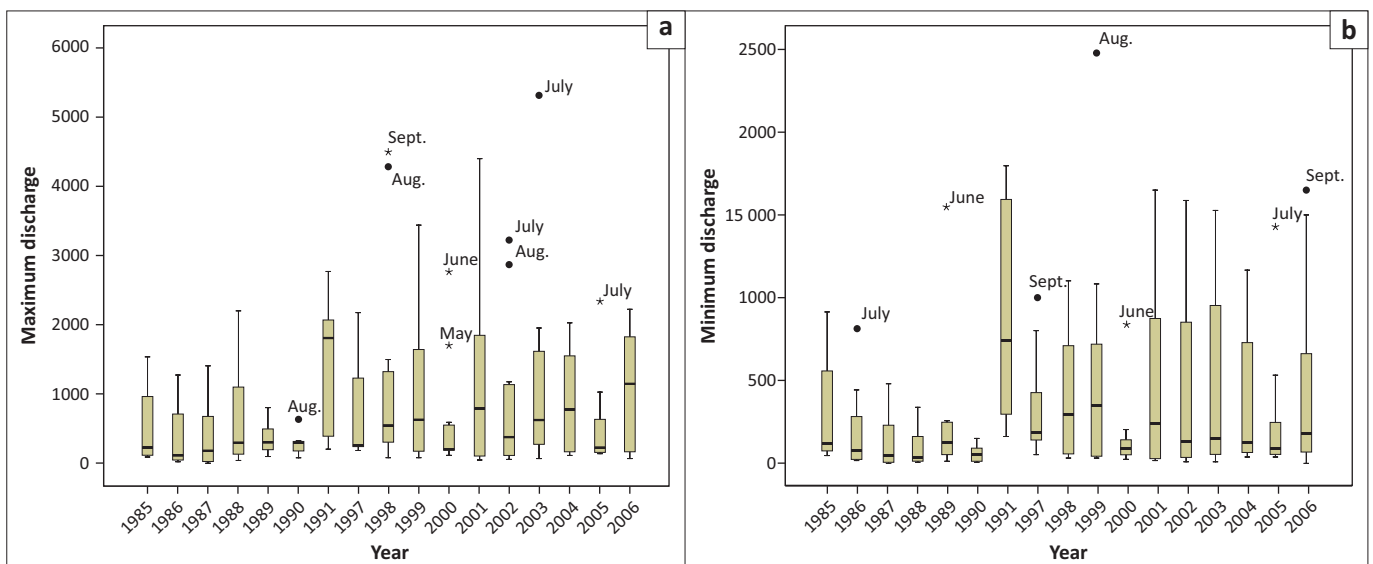 a
6000
5000
4000
3000
2000
1000
0
Maximum discharge
Sept.
Aug.
July
July
Aug.
June
May
July
Aug.
1985
1986
1987
1988
1989
1990
1991
1997
1998
1999
2000
2001
2002
2003
2004
2005
2006
Year
b
2500
2000
15 000
1000
500
0
Minimum discharge
Aug.
June
Sept.
July
Sept.
July
June
1985
1986
1987
1988
1989
1990
1991
1997
1998
1999
2000
2001
2002
2003
2004
2005
2006
Year